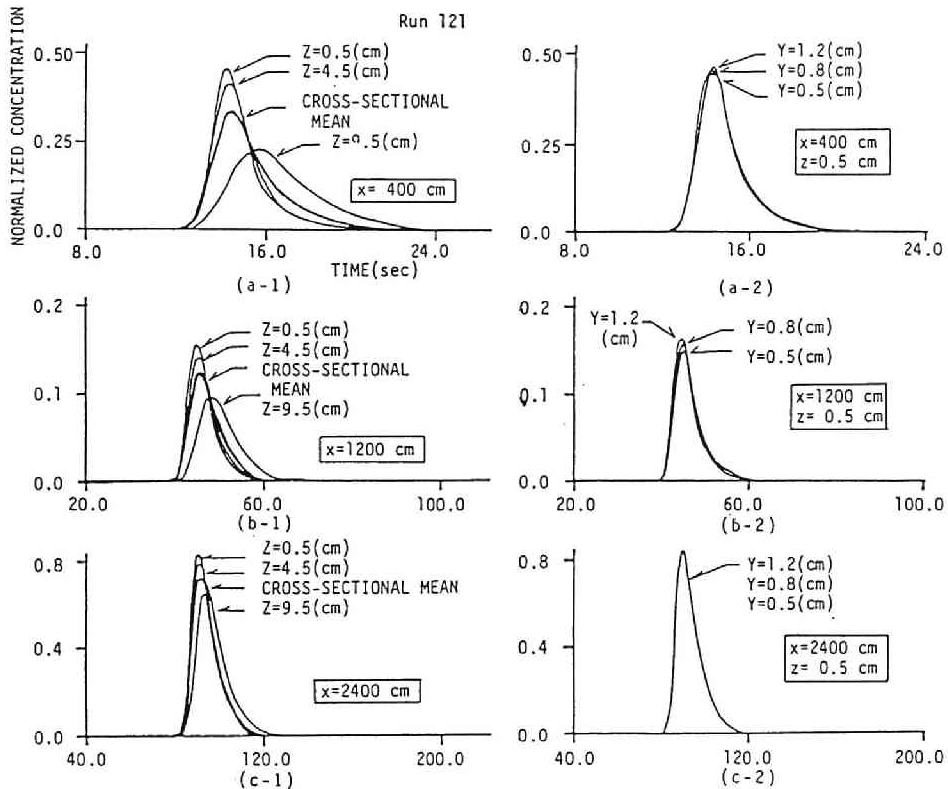 Run 121
NORMALIZED CONCENTRATION
0.50
0.25
0.0
Z=0.5(cm)
Z=4.5(cm)
CROSS-SECTIONAL
MEAN
Z=9.5(cm)
x= 400 cm
8.0
16.0
24.0
TIME(sec)
(a-1)
0.50
0.25
0.0
Y=1.2(cm)
Y=0.8(cm)
Y=0.5(cm)
x=400 cm
z=0.5 cm
8.0
16.0
24.0
(a-2)
0.2
0.1
0.0
Z=0.5(cm)
Z=4.5(cm)
CROSS-SECTIONAL
MEAN
Z=9.5(cm)
x=1200 cm
20.0
60.0
100.0
(b-1)
0.2
0.1
0.0
Y=1.2
(cm)
Y=0.8(cm)
Y=0.5(cm)
x=1200 cm
z= 0.5 cm
20.0
60.0
100.0
(b-2)
0.8
0.4
0.0
Z=0.5(cm)
Z=4.5(cm)
CROSS-SECTIONAL MEAN
Z=9.5(cm)
x=2400 cm
40.0
120.0
200.0
(c-1)
0.8
0.4
0.0
Y=1.2(cm)
Y=0.8(cm)
Y=0.5(cm)
x=2400 cm
z= 0.5 cm
40.0
120.0
200.0
(c-2)